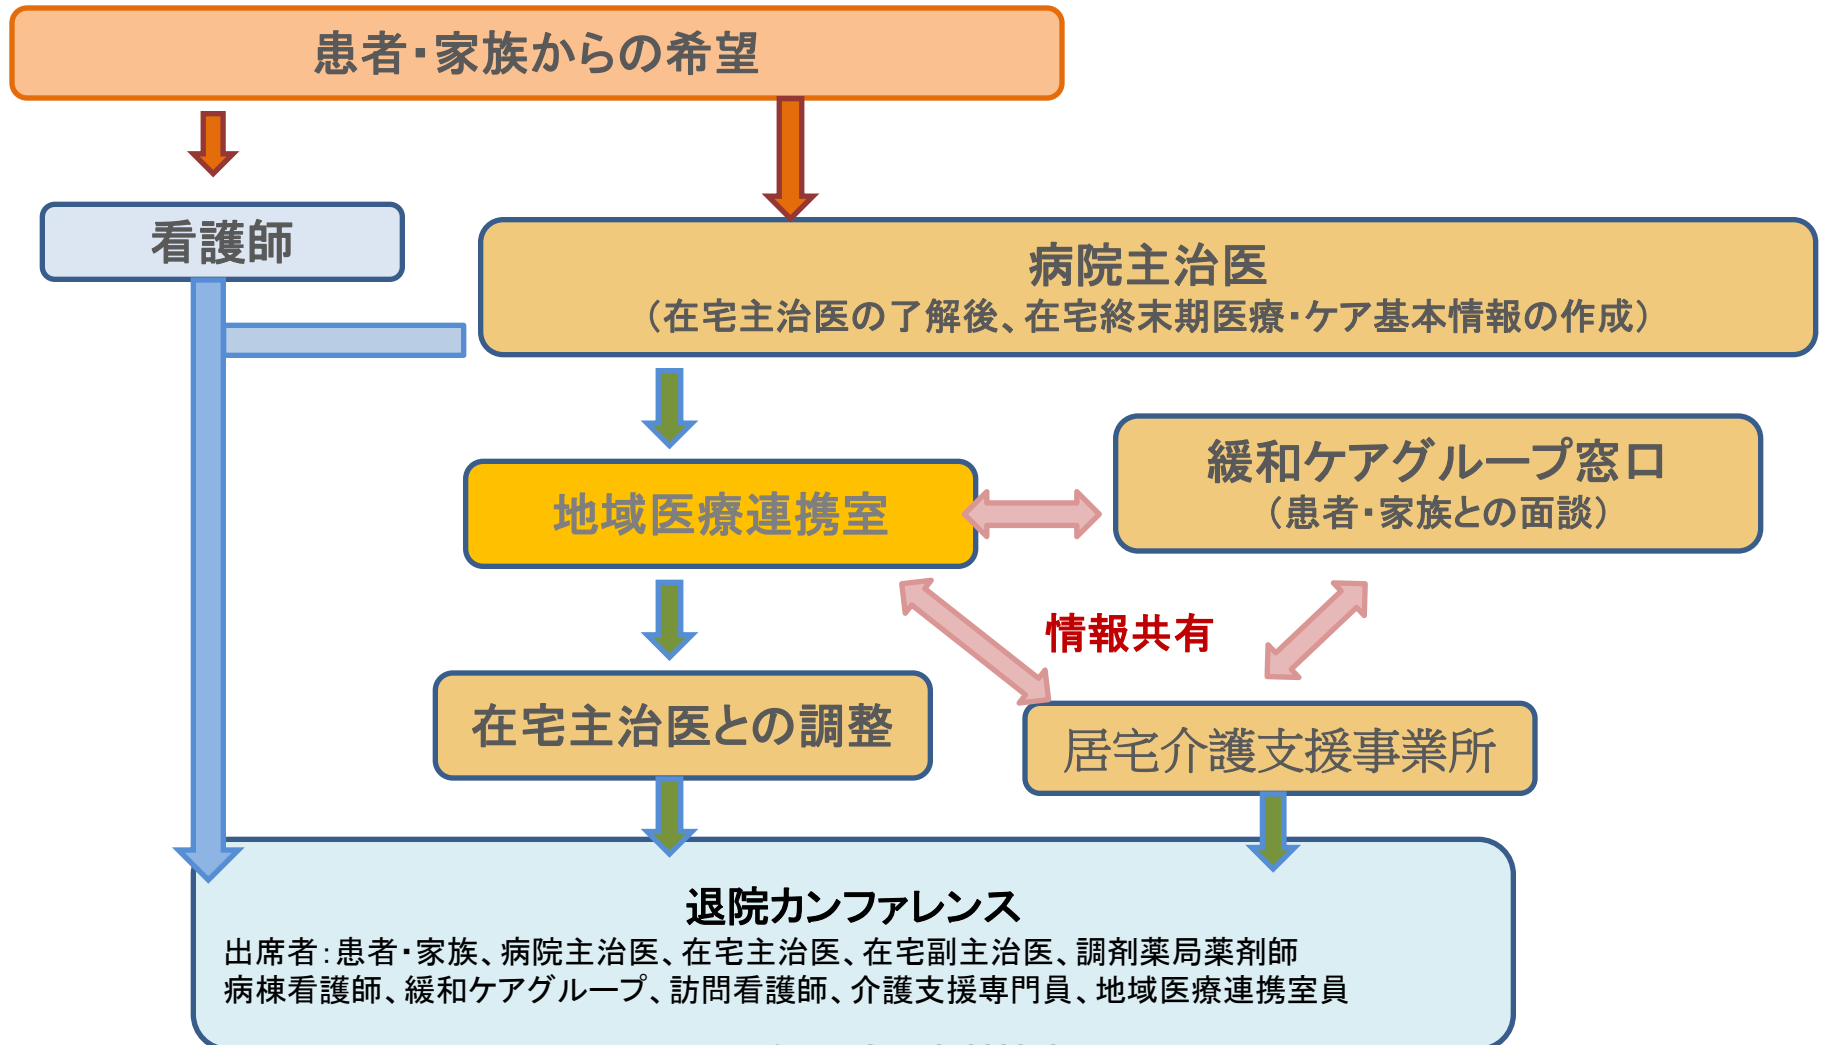 患者・家族からの希望
看護師
病院主治医
（在宅主治医の了解後、在宅終末期医療・ケア基本情報の作成）
地域医療連携室
緩和ケアグループ窓口
（患者・家族との面談）
情報共有
在宅主治医との調整
居宅介護支援事業所
退院カンファレンス
出席者：患者・家族、病院主治医、在宅主治医、在宅副主治医、調剤薬局薬剤師
病棟看護師、緩和ケアグループ、訪問看護師、介護支援専門員、地域医療連携室員